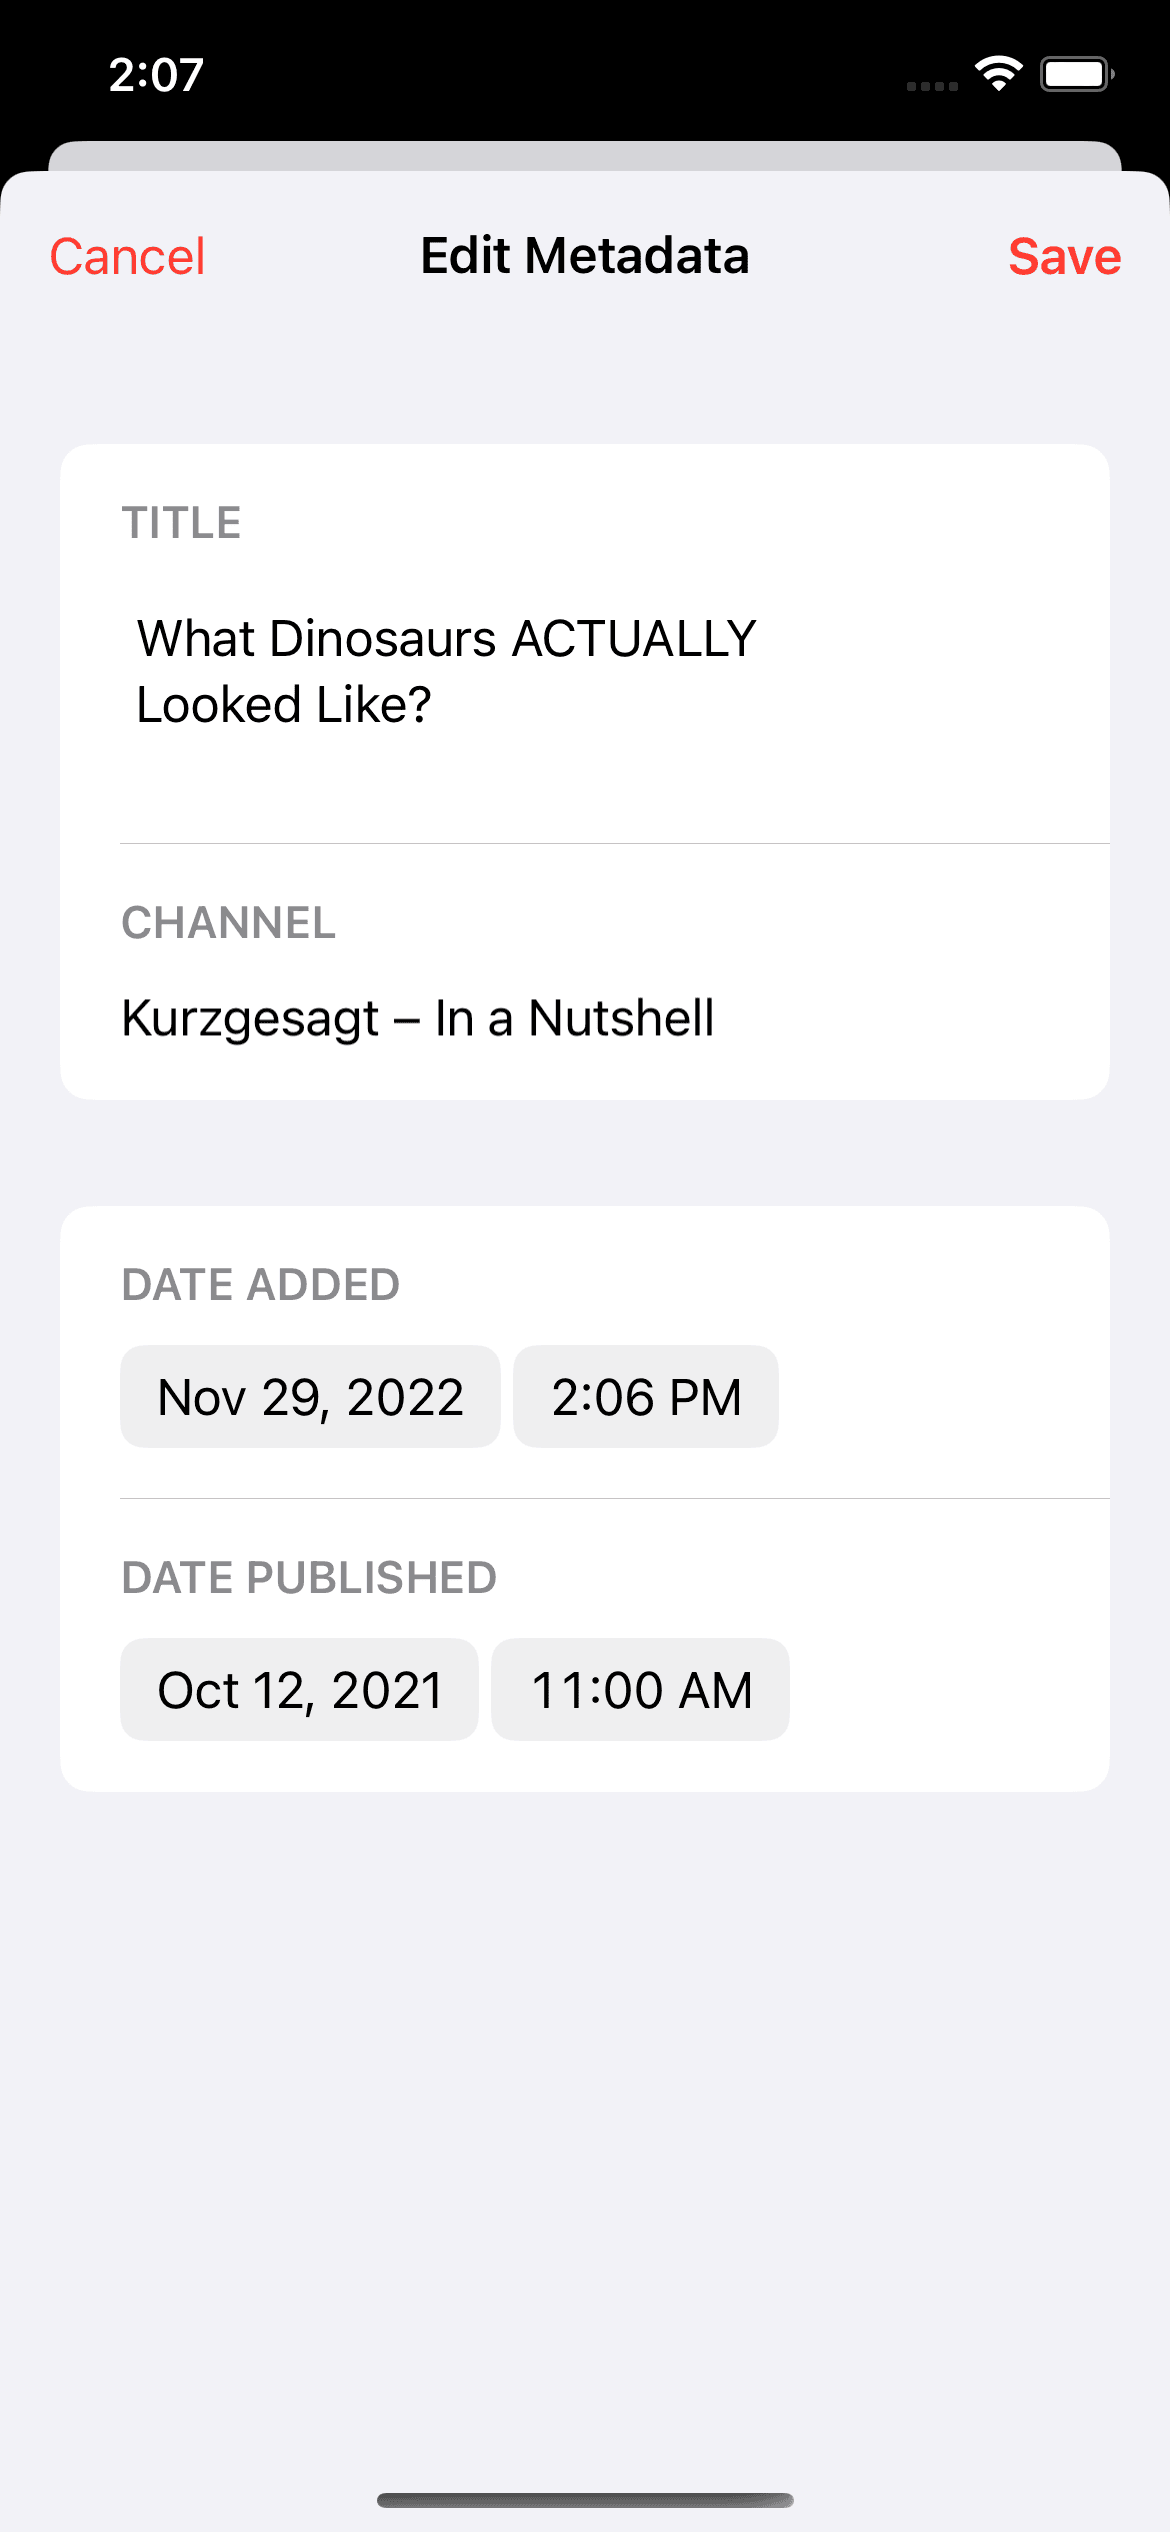 2:07
Cancel Edit Metadata Save
TITLE
What Dinosaurs ACTUALLY
Looked Like?
CHANNEL
Kurzgesagt – In a Nutshell
DATE ADDED
Nov 29, 2022 2:06 PM
DATE PUBLISHED
Oct 12, 2021 11:00 AM